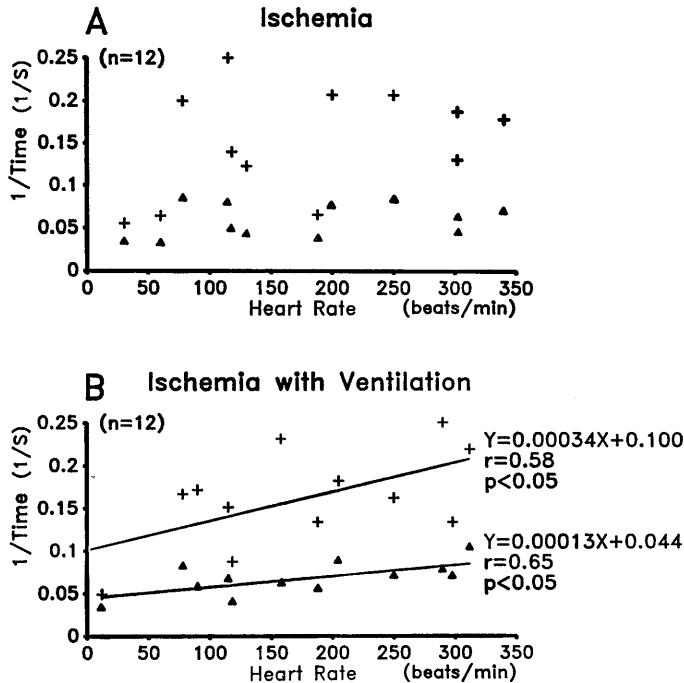 A Ischemia
(n=12)
0.25
0.2
0.15
0.1
0.05
0
1/Time (1/S)
0 50 100 150 200 250 300 350
Heart Rate (beats/min)
B Ischemia with Ventilation
(n=12)
0.25
0.2
0.15
0.1
0.05
0
1/Time (1/S)
Y=0.00034X+0.100
r=0.58
p<0.05
Y=0.00013X+0.044
r=0.65
p<0.05
0 50 100 150 200 250 300 350
Heart Rate (beats/min)